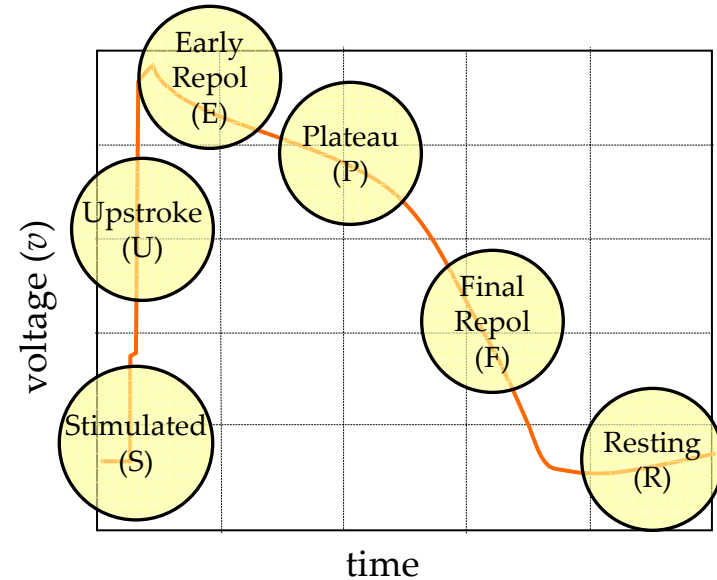 Early
Repol
(E)
Plateau
(P)
Upstroke
(U)
Final
Repol
(F)
Stimulated
(S)
Resting
(R)
voltage (v)
time